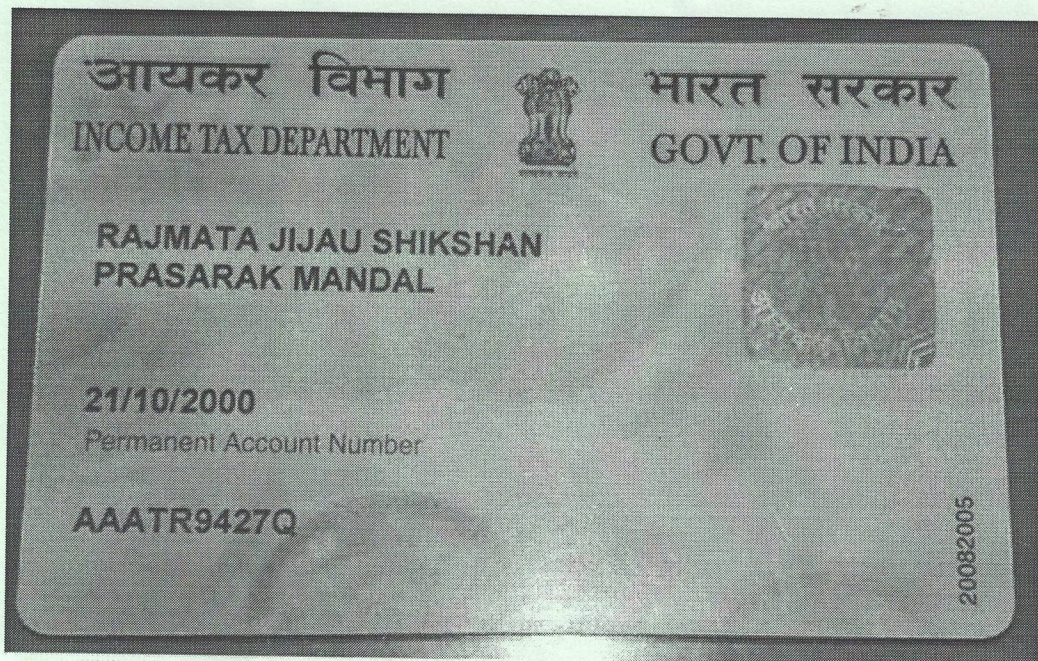 आयकर विभाग
INCOME TAX DEPARTMENT
भारत सरकार
GOVT. OF INDIA
RAJMATA JIJAU SHIKSHAN
PRASARAK MANDAL
21/10/2000
Permanent Account Number
AAATR9427Q
20082005